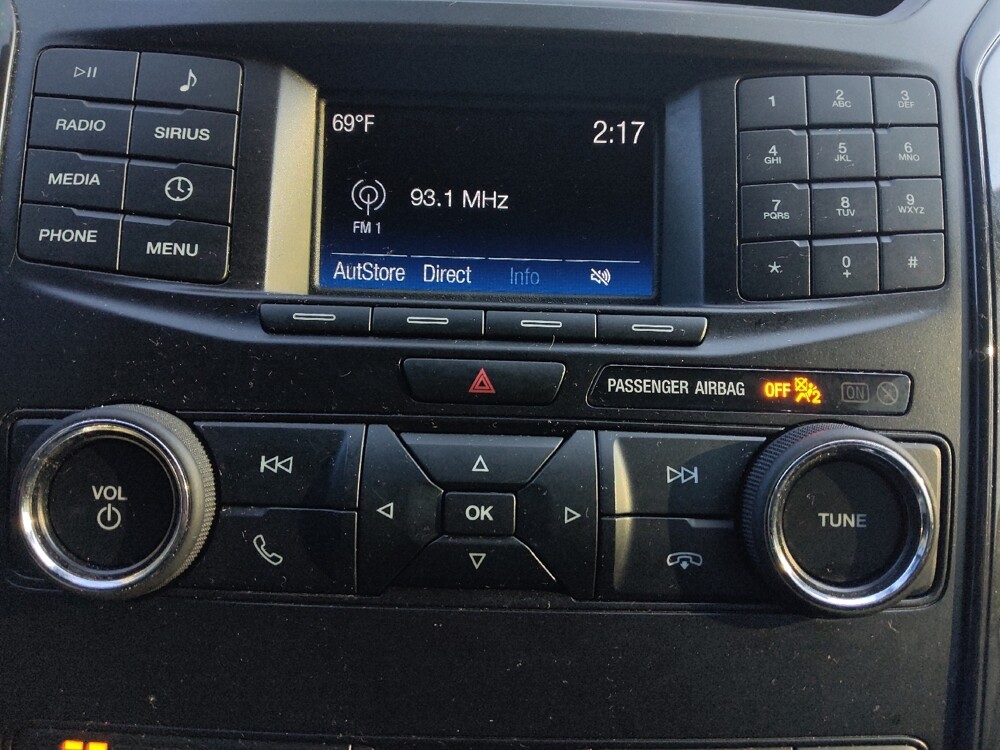 RADIO
SIRIUS
MEDIA
PHONE
MENU
69°F
2:17
93.1 MHz
FM 1
AutStore Direct Info
1
2 ABC
3 DEF
4 GHI
5 JKL
6 MNO
7 PQRS
8 TUV
9 WXYZ
*
0 +
#
PASSENGER AIRBAG OFF 2 ON
VOL
OK
TUNE